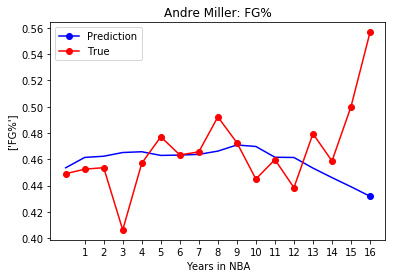 Andre Miller: FG%
Prediction
True
['FG%']
0.56
0.54
0.52
0.50
0.48
0.46
0.44
0.42
0.40
1 2 3 4 5 6 7 8 9 10 11 12 13 14 15 16
Years in NBA